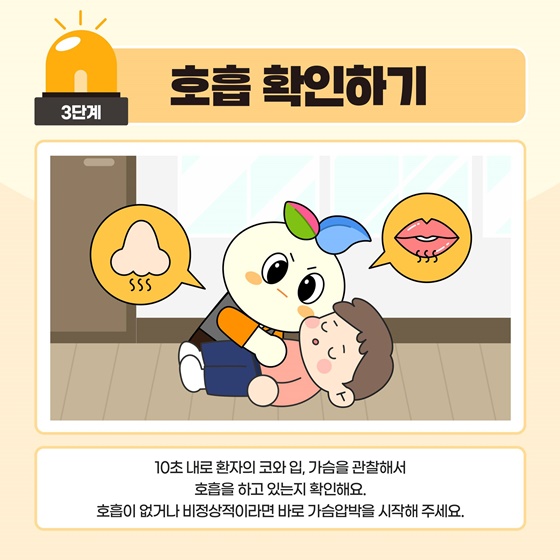 3단계
호흡 확인하기
10초 내로 환자의 코와 입, 가슴을 관찰해서
호흡을 하고 있는지 확인해요.
호흡이 없거나 비정상적이라면 바로 가슴압박을 시작해 주세요.